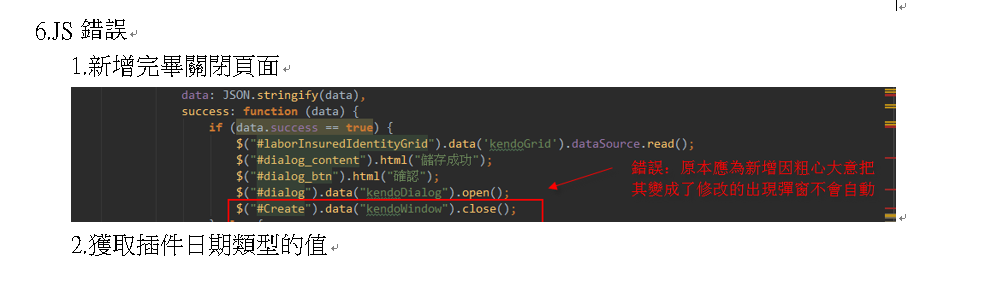 6.JS 錯誤
1.新增完畢關閉頁面
data: JSON.stringify(data),
success: function (data) {
if (data.success == true) {
$("#laborInsuredIdentityGrid").data('kendoGrid').dataSource.read();
$("#dialog_content").html("儲存成功");
$("#dialog_btn").html("確認");
$("#dialog").data("kendoDialog").open();
$("#Create").data("kendoWindow").close();
錯誤：原本應為新增因粗心大意把
其變成了修改的出現彈窗不會自動
2.獲取插件日期類型的值